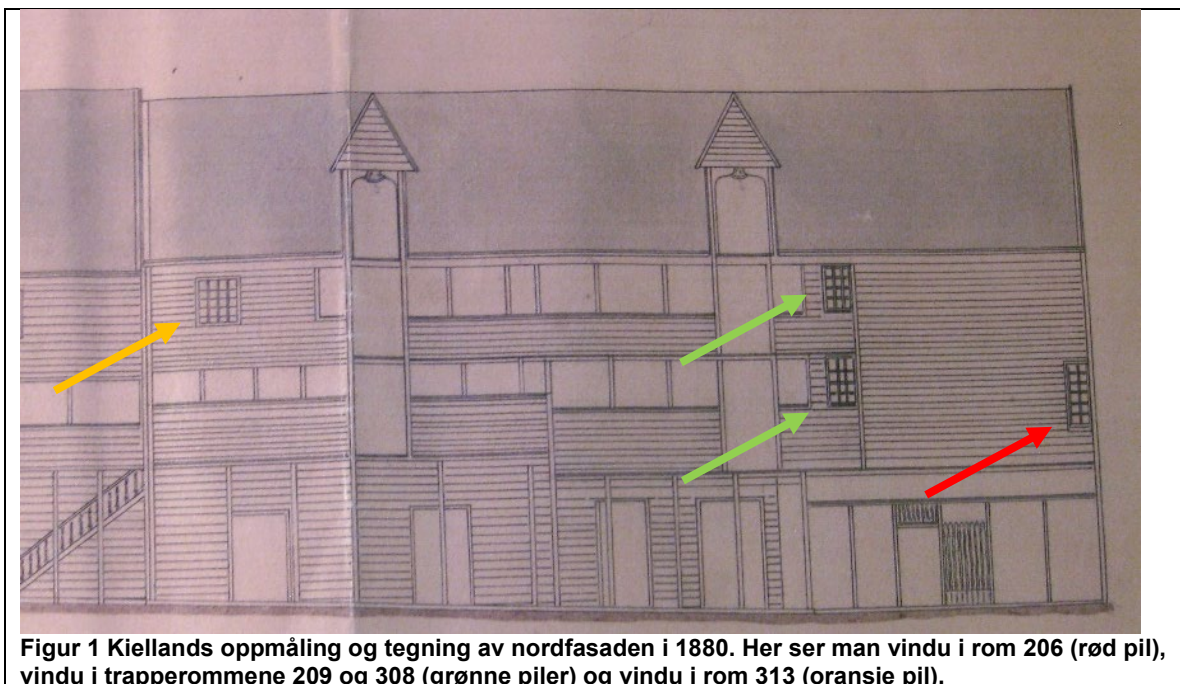 Figur 1 Kiellands oppmåling og tegning av nordfasaden i 1880. Her ser man vindu i rom 206 (rød pil),
vindu i trapperommene 209 og 308 (grønne piler) og vindu i rom 313 (oransje pil).